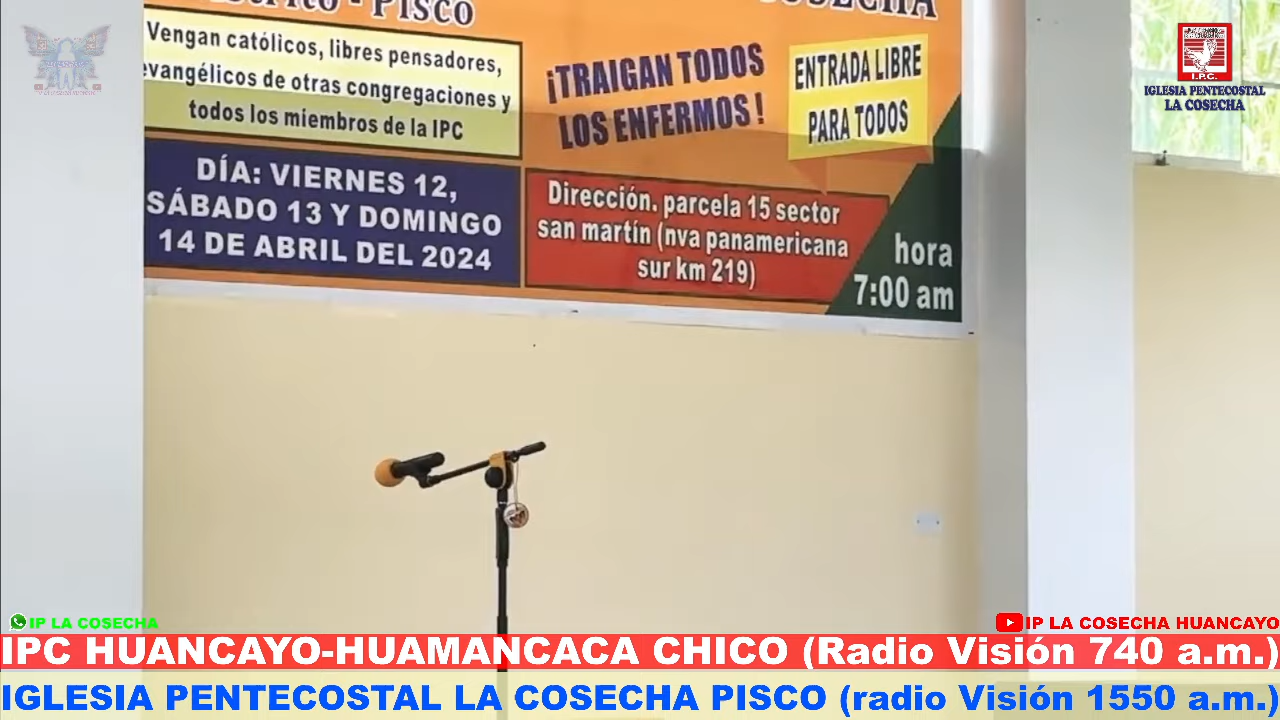 PISCO
COSECHA
Vengan católicos, libres pensadores,
evangélicos de otras congregaciones y
todos los miembros de la IPC
¡TRAIGAN TODOS
LOS ENFERMOS !
ENTRADA LIBRE
PARA TODOS
DÍA: VIERNES 12,
SÁBADO 13 Y DOMINGO
14 DE ABRIL DEL 2024
Dirección. parcela 15 sector
san martín (nva panamericana
sur km 219)
hora
7:00 am
I.P.C.
IGLESIA PENTECOSTAL
LA COSECHA
IP LA COSECHA
IP LA COSECHA HUANCAYO
IPC HUANCAYO-HUAMANCACA CHICO (Radio Visión 740 a.m.)
IGLESIA PENTECOSTAL LA COSECHA PISCO (radio Visión 1550 a.m.)